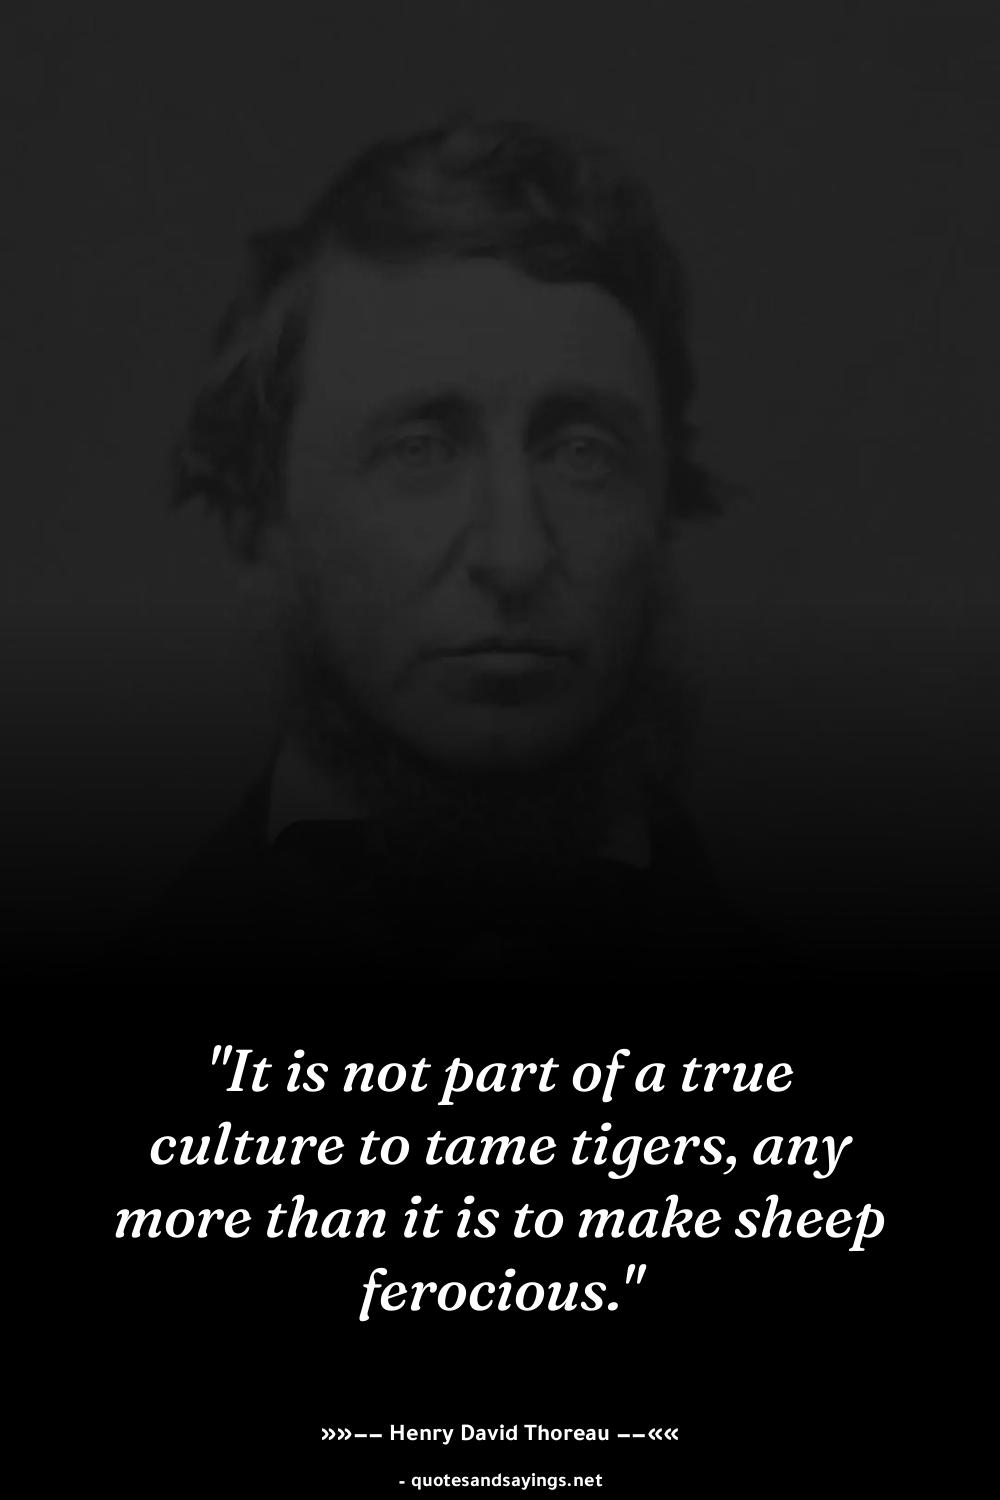 "It is not part of a true
culture to tame tigers, any
more than it is to make sheep
ferocious."
»»–– Henry David Thoreau ––««
- quotesandsayings.net